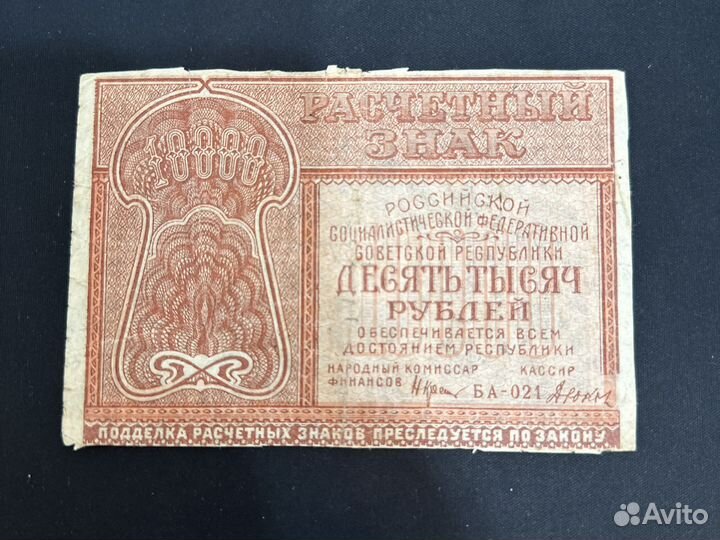 РАСЧЕТНЫЙ
ЗНАК
10000
РОССИЙСКОЙ
СОЦИАЛИСТИЧЕСКОЙ ФЕДЕРАТИВНОЙ
СОВЕТСКОЙ РЕСПУБЛИКИ
ДЕСЯТЬ ТЫСЯЧ
РУБЛЕЙ
ОБЕСПЕЧИВАЕТСЯ ВСЕМ
ДОСТОЯНИЕМ РЕСПУБЛИКИ
НАРОДНЫЙ КОМИССАР КАССИР
ФИНАНСОВ БА-021
ПОДДЕЛКА РАСЧЕТНЫХ ЗНАКОВ ПРЕСЛЕДУЕТСЯ ПО ЗАКОНУ
Avito